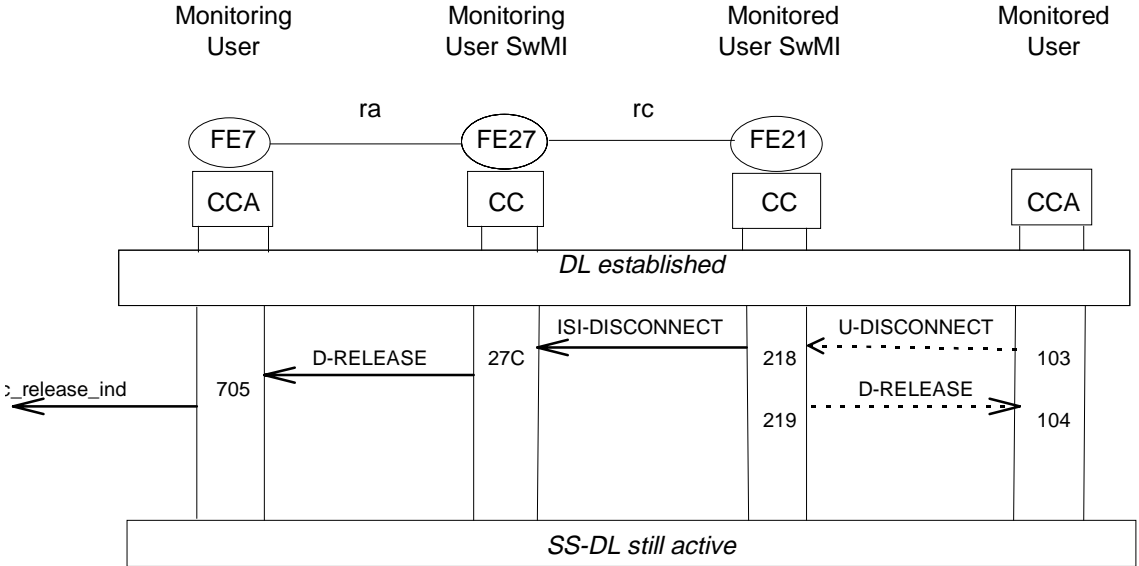 Monitoring User
Monitoring User SwMI
Monitored User SwMI
Monitored User
ra
rc
FE7
FE27
FE21
CCA
CC
CC
CCA
DL established
ISI-DISCONNECT
U-DISCONNECT
D-RELEASE
27C
218
103
c_release_ind
705
D-RELEASE
219
104
SS-DL still active